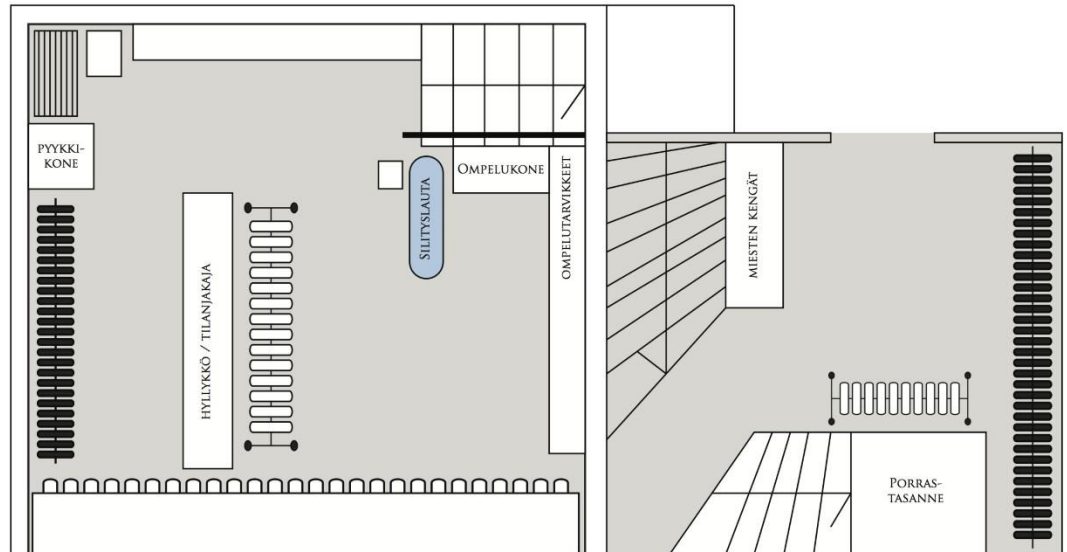 PYYKKI-
KONE
HYLLYKKÖ / TILANJAKAJA
SILITYSLAUTA
OMPELUKONE
OMPELUTARVIKKEET
MIESTEN KENGÄT
PORRAS-
TASANNE